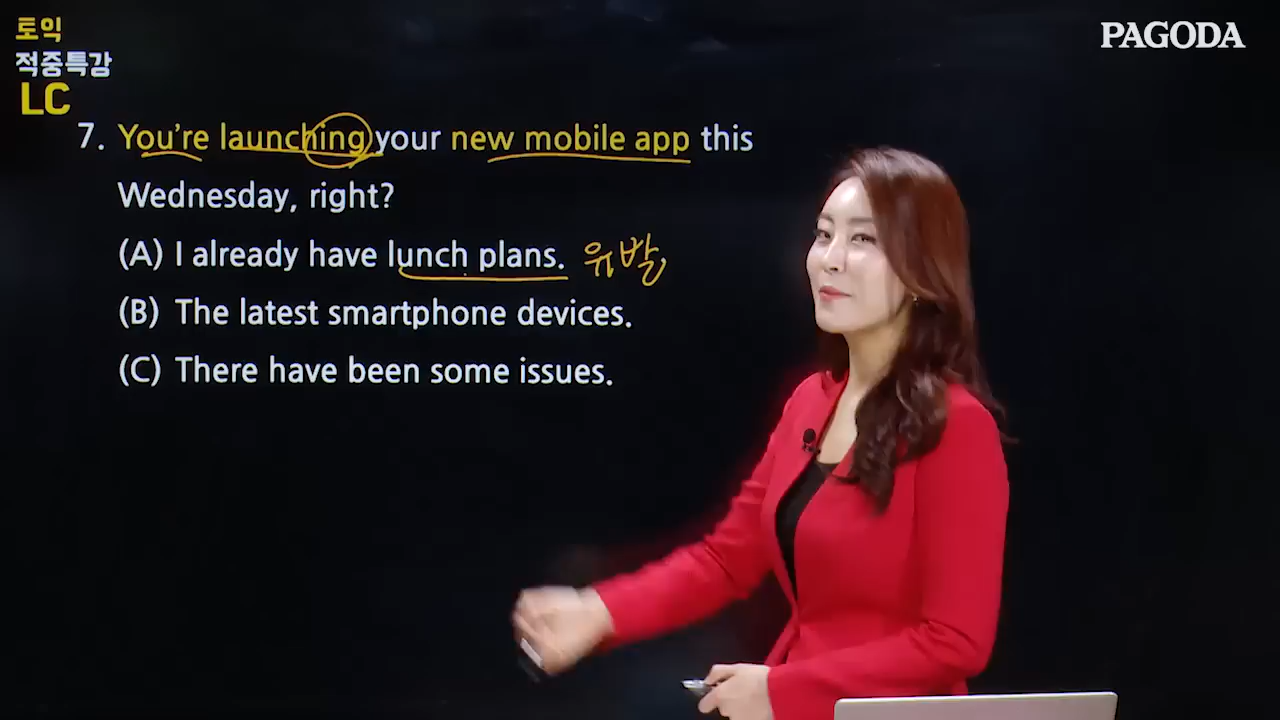 토익
적중특강
LC
PAGODA
7. You're launching your new mobile app this
Wednesday, right?
(A) I already have lunch plans. 유발
(B) The latest smartphone devices.
(C) There have been some issues.